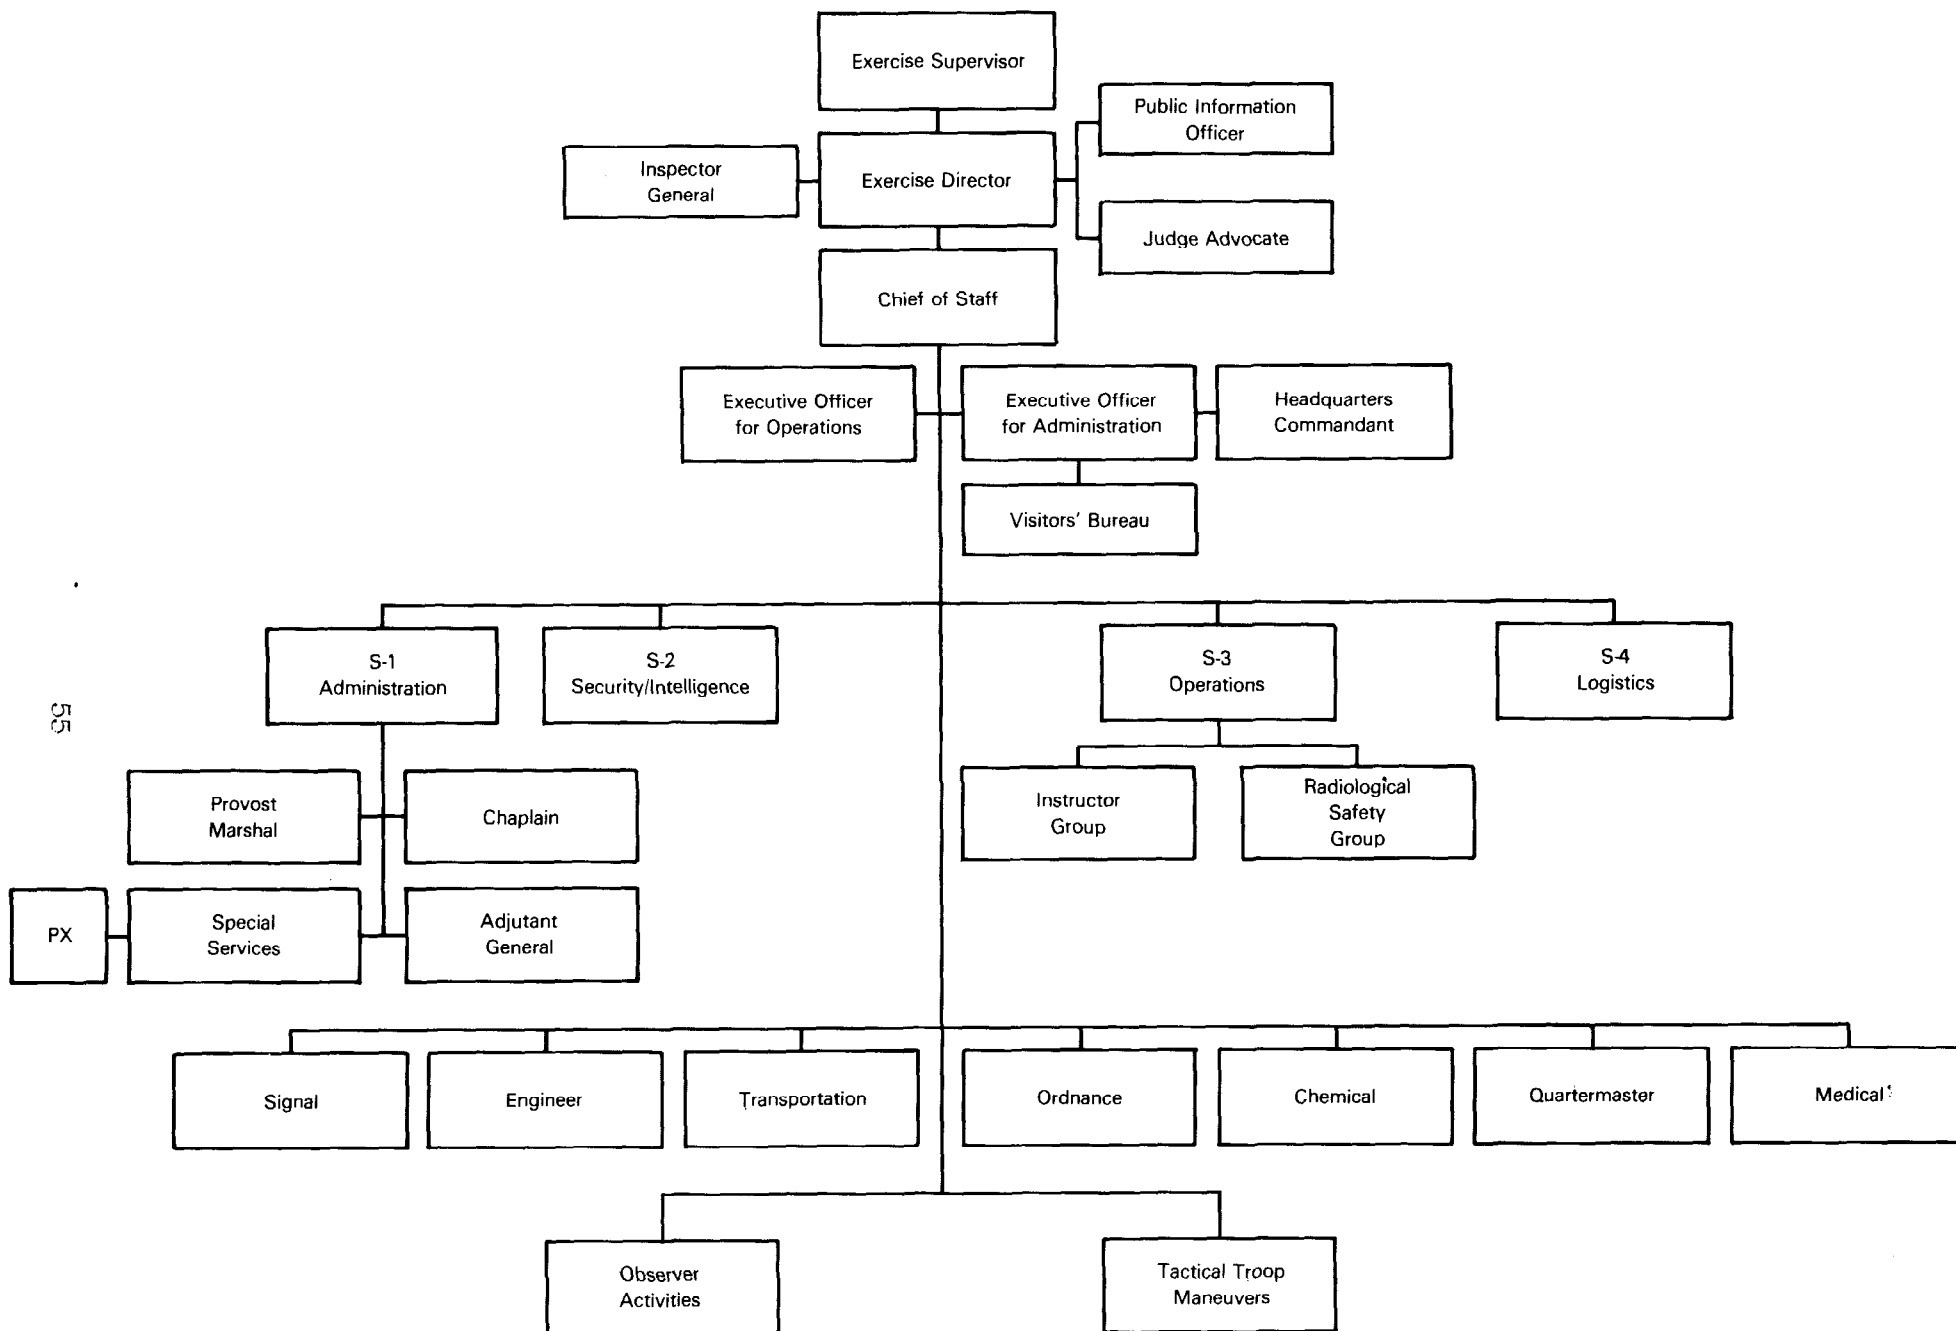 Exercise Supervisor
Public Information
Officer
Inspector
General
Exercise Director
Judge Advocate
Chief of Staff
Executive Officer
for Operations
Executive Officer
for Administration
Headquarters
Commandant
Visitors' Bureau
S-1
Administration
S-2
Security/Intelligence
S-3
Operations
S-4
Logistics
55
Provost
Marshal
Chaplain
Instructor
Group
Radiological
Safety
Group
PX
Special
Services
Adjutant
General
Signal
Engineer
Transportation
Ordnance
Chemical
Quartermaster
Medical
Observer
Activities
Tactical Troop
Maneuvers